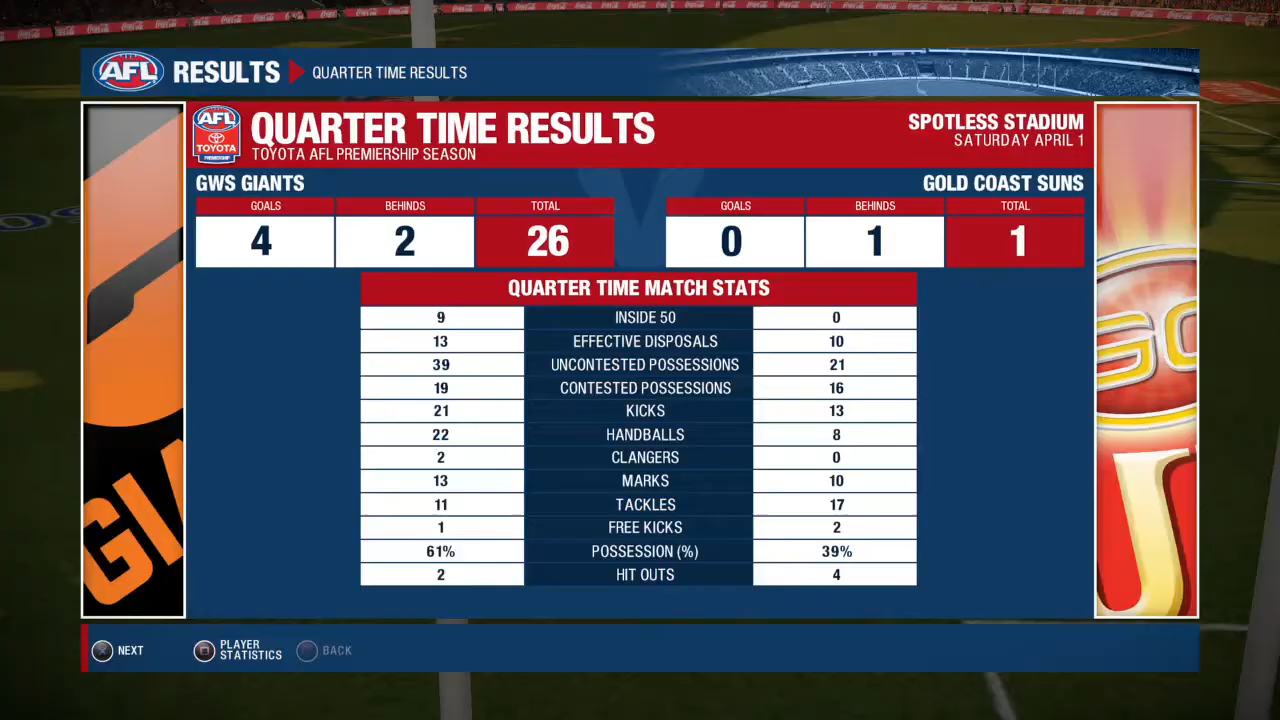 AFL RESULTS QUARTER TIME RESULTS
AFL TOYOTA PREMIERSHIP
QUARTER TIME RESULTS
TOYOTA AFL PREMIERSHIP SEASON
SPOTLESS STADIUM
SATURDAY APRIL 1
GWS GIANTS
GOLD COAST SUNS
GOALS BEHINDS TOTAL GOALS BEHINDS TOTAL
4 2 26 0 1 1
QUARTER TIME MATCH STATS
9 INSIDE 50 0
13 EFFECTIVE DISPOSALS 10
39 UNCONTESTED POSSESSIONS 21
19 CONTESTED POSSESSIONS 16
21 KICKS 13
22 HANDBALLS 8
2 CLANGERS 0
13 MARKS 10
11 TACKLES 17
1 FREE KICKS 2
61% POSSESSION (%) 39%
2 HIT OUTS 4
GIA
GO
U
NEXT
PLAYER
STATISTICS
BACK